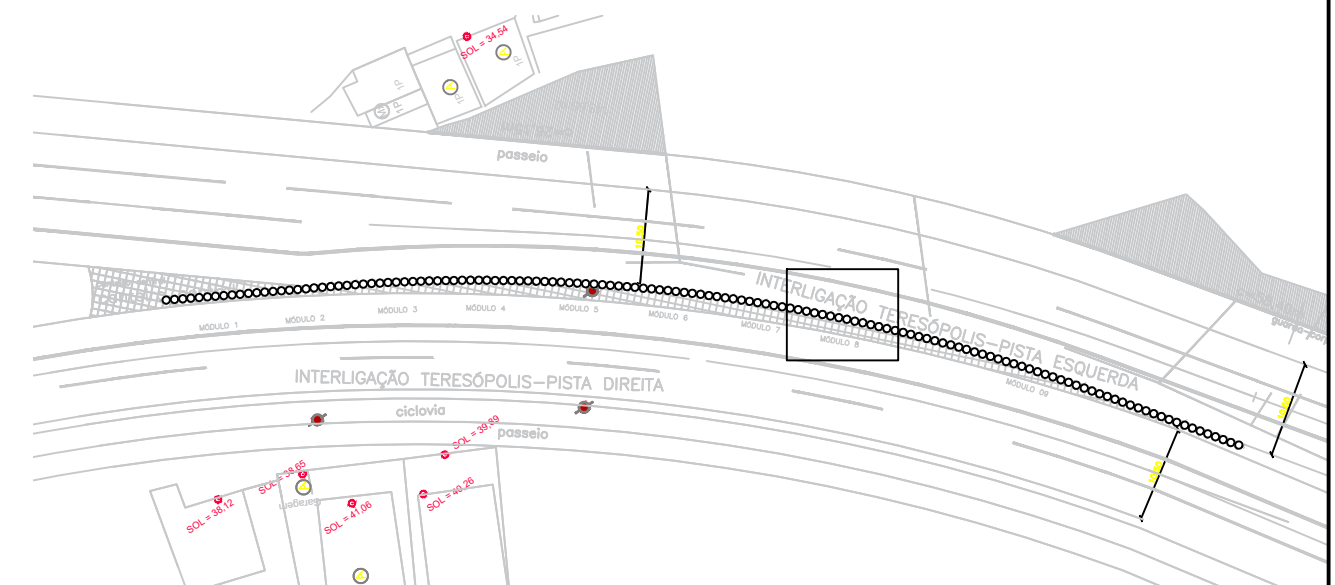 SOL = 34,54
1P
1P
1P
1P
passeio
INTERLIGAÇÃO TERESÓPOLIS-PISTA ESQUERDA
MÓDULO 1
MÓDULO 2
MÓDULO 3
MÓDULO 4
MÓDULO 5
MÓDULO 6
MÓDULO 7
MÓDULO 8
MÓDULO 09
INTERLIGAÇÃO TERESÓPOLIS-PISTA DIREITA
ciclovia
passeio
SOL = 39,89
SOL = 38,65
SOL = 38,12
garagem
SOL = 41,06
SOL = 40,26